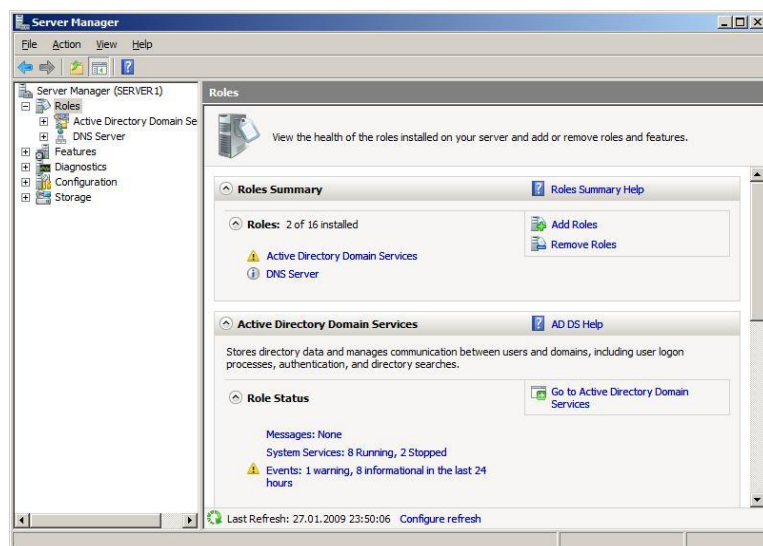 Server Manager
File Action View Help
Server Manager (SERVER1)
Roles
Active Directory Domain Se
DNS Server
Features
Diagnostics
Configuration
Storage
Roles
View the health of the roles installed on your server and add or remove roles and features.
Roles Summary
Roles Summary Help
Roles: 2 of 16 installed
Add Roles
Remove Roles
Active Directory Domain Services
DNS Server
Active Directory Domain Services
AD DS Help
Stores directory data and manages communication between users and domains, including user logon
processes, authentication, and directory searches.
Role Status
Go to Active Directory Domain
Services
Messages: None
System Services: 8 Running, 2 Stopped
Events: 1 warning, 8 informational in the last 24
hours
Last Refresh: 27.01.2009 23:50:06 Configure refresh